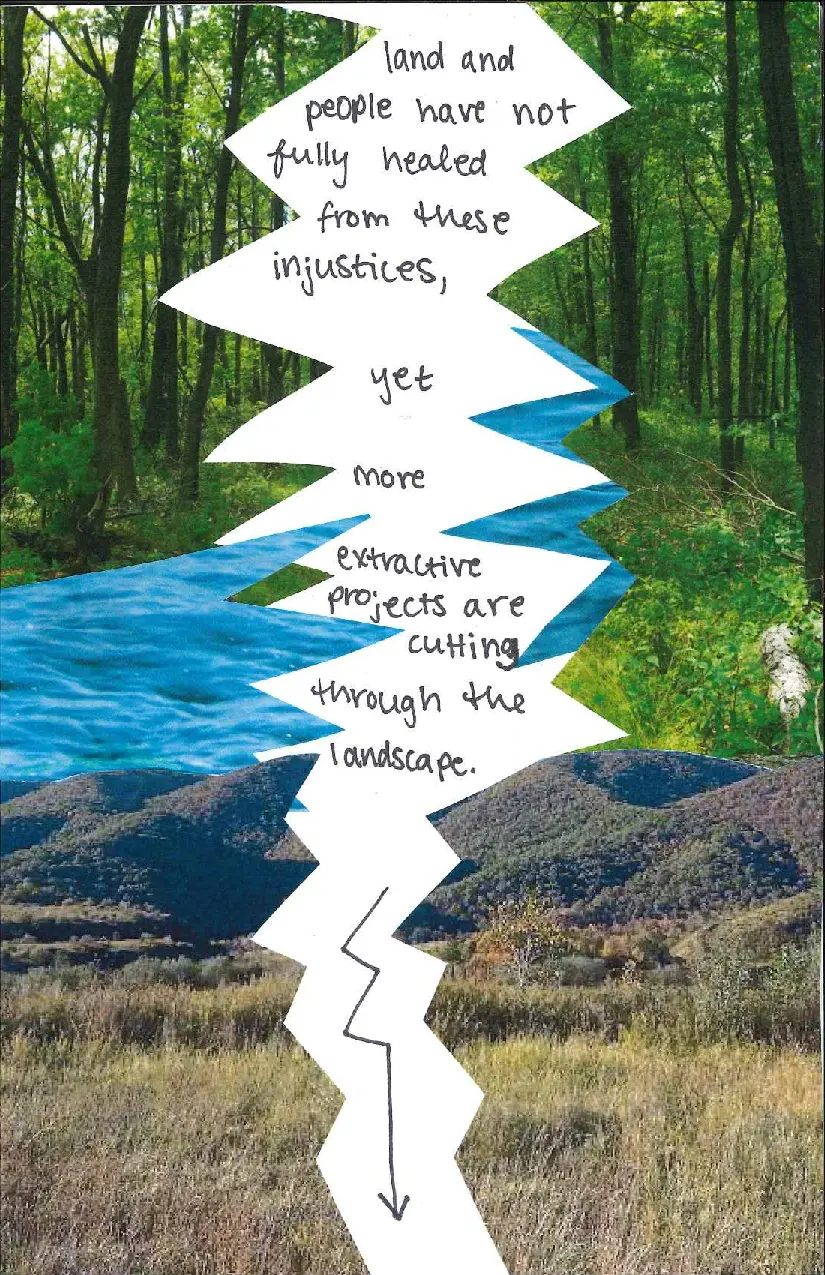 land and
people have not
fully healed
from these
injustices,
yet
more
extractive
projects are
cutting
through the
landscape.